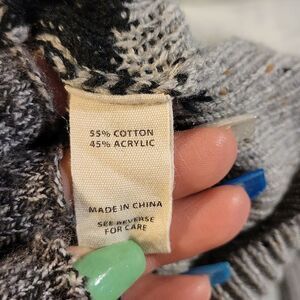 55% COTTON
45% ACRYLIC
MADE IN CHINA
SEE REVERSE
FOR CARE